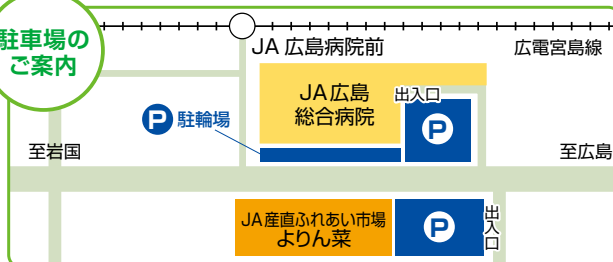 駐車場の
ご案内
JA 広島病院前
広電宮島線
JA広島
総合病院
出入口
P
P 駐輪場
至岩国
至広島
JA産直ふれあい市場
よりん菜
P
出入口